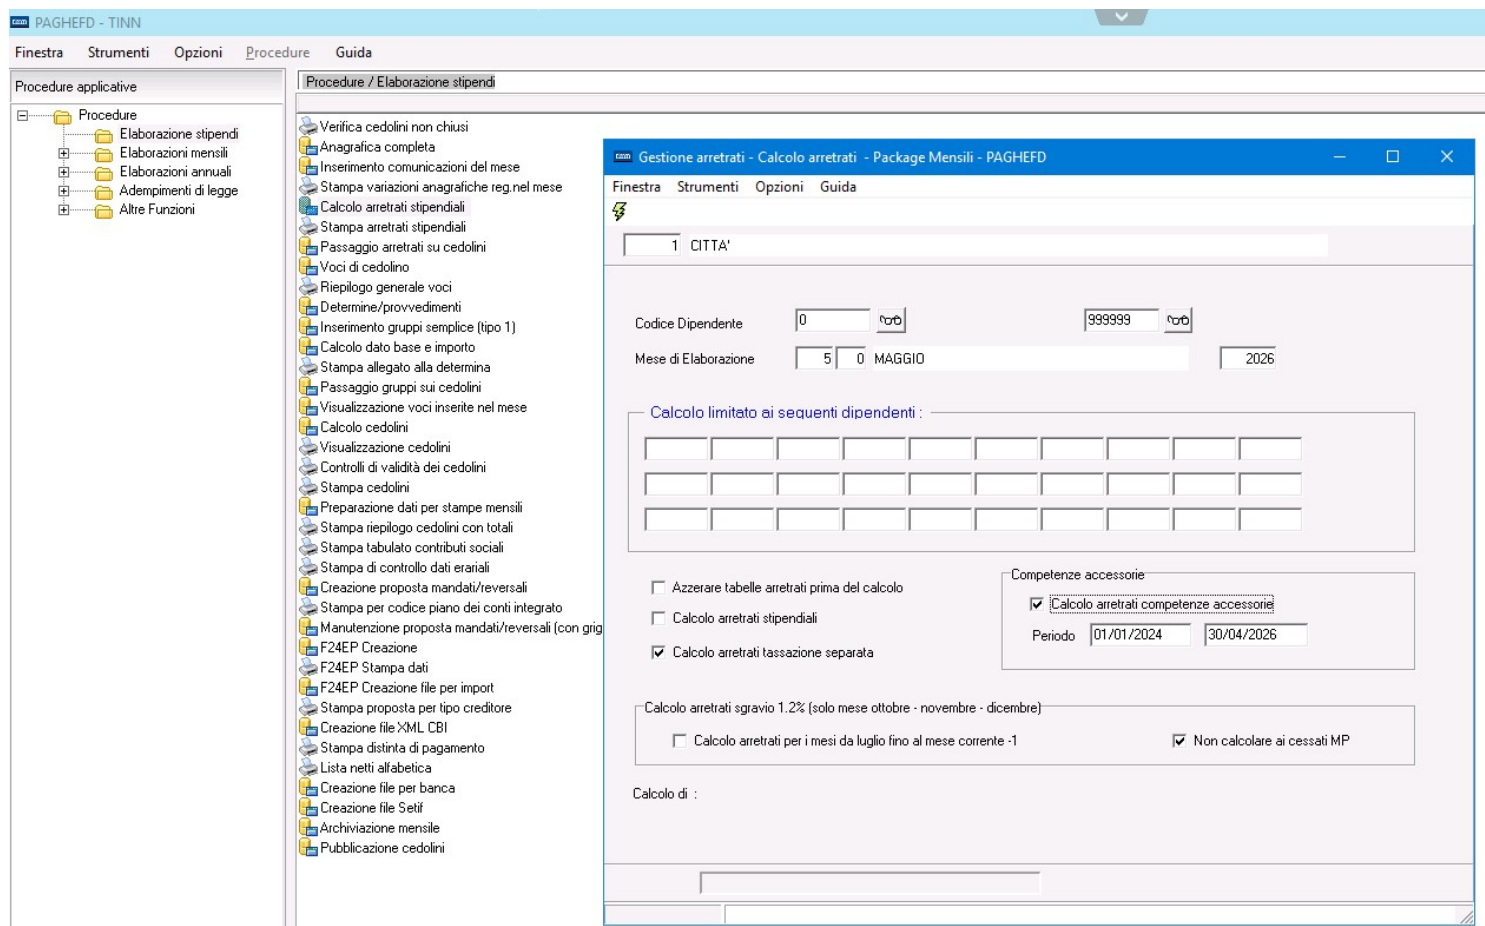 PAGHEFD - TINN
Finestra Strumenti Opzioni Procedure Guida
Procedure applicative
Procedure
Elaborazione stipendi
Elaborazioni mensili
Elaborazioni annuali
Adempimenti di legge
Altre Funzioni
Procedure / Elaborazione stipendi
Verifica cedolini non chiusi
Anagrafica completa
Inserimento comunicazioni del mese
Stampa variazioni anagrafiche reg.nel mese
Calcolo arretrati stipendiali
Stampa arretrati stipendiali
Passaggio arretrati su cedolini
Voci di cedolino
Riepilogo generale voci
Determine/provvedimenti
Inserimento gruppi semplice (tipo 1)
Calcolo dato base e importo
Stampa allegato alla determina
Passaggio gruppi sui cedolini
Visualizzazione voci inserite nel mese
Calcolo cedolini
Visualizzazione cedolini
Controlli di validità dei cedolini
Stampa cedolini
Preparazione dati per stampe mensili
Stampa riepilogo cedolini con totali
Stampa tabulato contributi sociali
Stampa di controllo dati erariali
Creazione proposta mandati/reversali
Stampa per codice piano dei conti integrato
Manutenzione proposta mandati/reversali (con grig
F24EP Creazione
F24EP Stampa dati
F24EP Creazione file per import
Stampa proposta per tipo creditore
Creazione file XML CBI
Stampa distinta di pagamento
Lista netti alfabetica
Creazione file per banca
Creazione file Setif
Archiviazione mensile
Pubblicazione cedolini
Gestione arretrati - Calcolo arretrati - Package Mensili - PAGHEFD
Finestra Strumenti Opzioni Guida
1 CITTA'
Codice Dipendente 0 999999
Mese di Elaborazione 5 0 MAGGIO 2026
Calcolo limitato ai seguenti dipendenti :
Azzerare tabelle arretrati prima del calcolo
Calcolo arretrati stipendiali
Calcolo arretrati tassazione separata
Competenze accessorie
Calcolo arretrati competenze accessorie
Periodo 01/01/2024 30/04/2026
Calcolo arretrati sgravio 1.2% (solo mese ottobre - novembre - dicembre)
Calcolo arretrati per i mesi da luglio fino al mese corrente -1 Non calcolare ai cessati MP
Calcolo di :